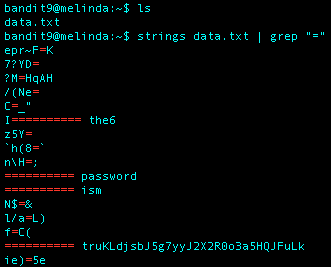 bandit9@melinda:~$ ls
data.txt
bandit9@melinda:~$ strings data.txt | grep "="
epr~F=K
7?YD=
?M=HqAH
/(Ne=
C=_"
I========== the6
z5Y=
`h(8=`
n\H=;
========== password
========== ism
N$=&
l/a=L)
f=C(
========== truKLdjsbJ5g7yyJ2X2R0o3a5HQJFuLk
ie)=5e